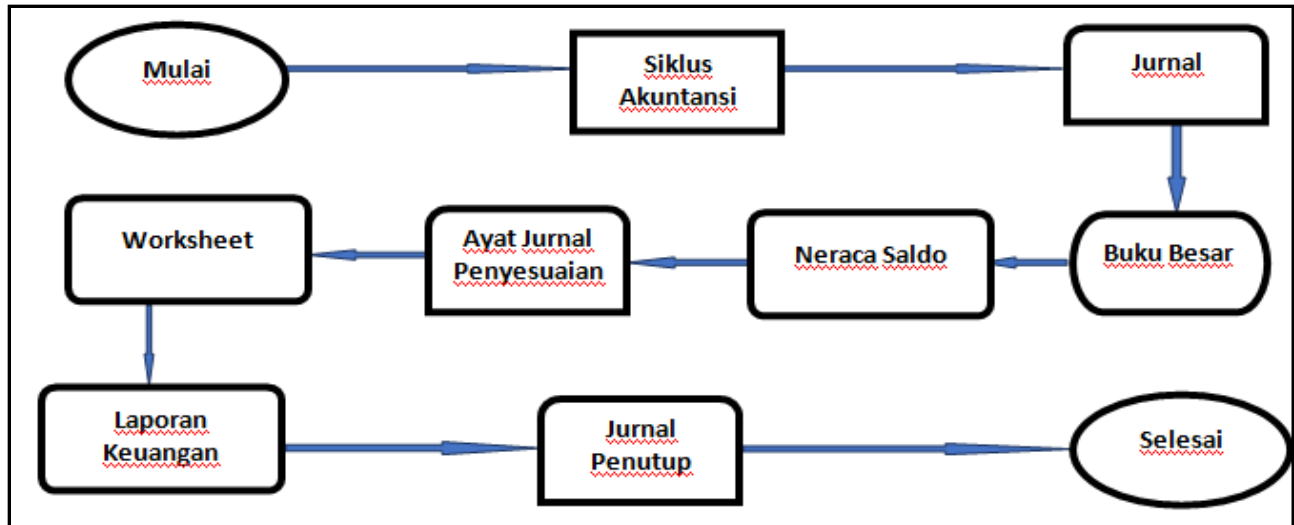 Mulai
Siklus
Akuntansi
Jurnal
Buku Besar
Neraca Saldo
Ayat Jurnal
Penyesuaian
Worksheet
Laporan
Keuangan
Jurnal
Penutup
Selesai